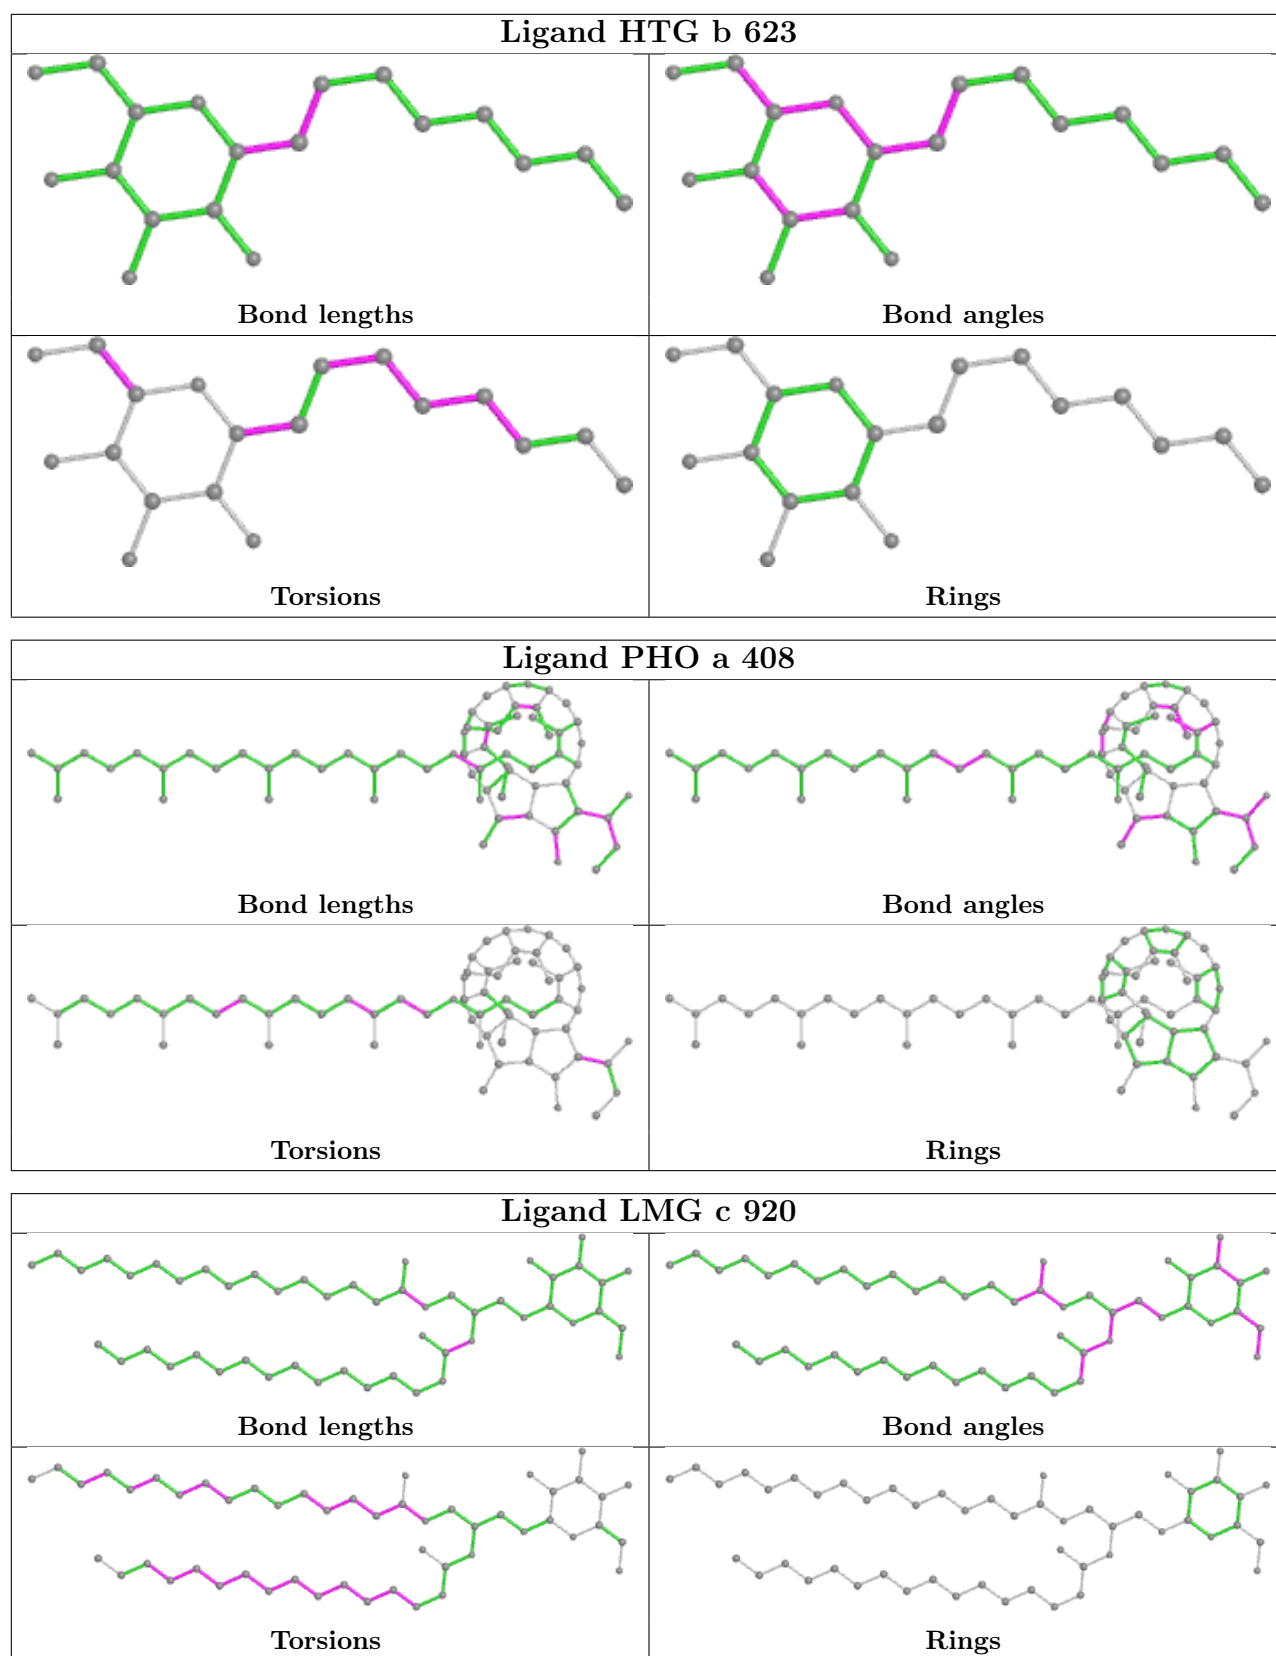 Ligand HTG b 623
Bond lengths
Bond angles
Torsions
Rings
Ligand PHO a 408
Bond lengths
Bond angles
Torsions
Rings
Ligand LMG c 920
Bond lengths
Bond angles
Torsions
Rings